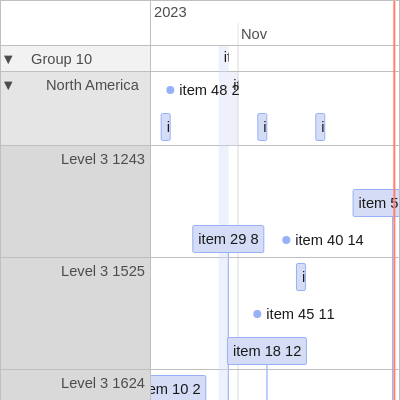 2023
Nov
▼ Group 10
▼ North America
item 48 2
Level 3 1243
item 5
item 29 8
item 40 14
Level 3 1525
item 45 11
item 18 12
Level 3 1624
em 10 2